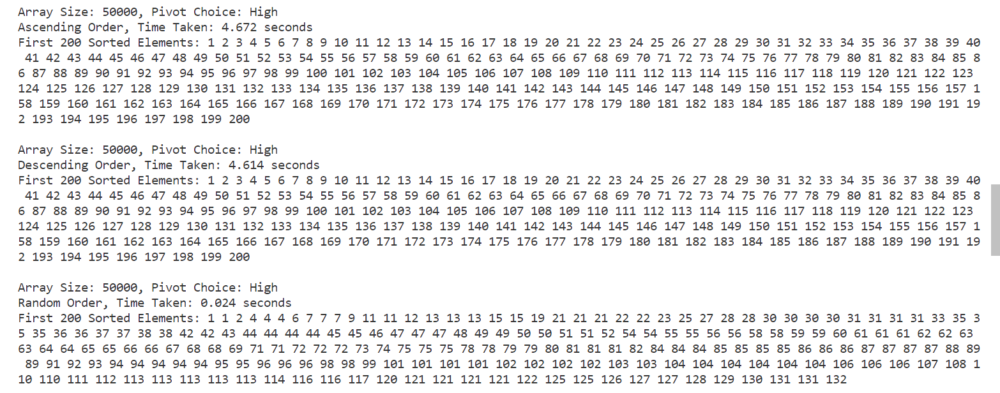 Array Size: 50000, Pivot Choice: High
Ascending Order, Time Taken: 4.672 seconds
First 200 Sorted Elements: 1 2 3 4 5 6 7 8 9 10 11 12 13 14 15 16 17 18 19 20 21 22 23 24 25 26 27 28 29 30 31 32 33 34 35 36 37 38 39 40
41 42 43 44 45 46 47 48 49 50 51 52 53 54 55 56 57 58 59 60 61 62 63 64 65 66 67 68 69 70 71 72 73 74 75 76 77 78 79 80 81 82 83 84 85 8
6 87 88 89 90 91 92 93 94 95 96 97 98 99 100 101 102 103 104 105 106 107 108 109 110 111 112 113 114 115 116 117 118 119 120 121 122 123
124 125 126 127 128 129 130 131 132 133 134 135 136 137 138 139 140 141 142 143 144 145 146 147 148 149 150 151 152 153 154 155 156 157 1
58 159 160 161 162 163 164 165 166 167 168 169 170 171 172 173 174 175 176 177 178 179 180 181 182 183 184 185 186 187 188 189 190 191 19
2 193 194 195 196 197 198 199 200
Array Size: 50000, Pivot Choice: High
Descending Order, Time Taken: 4.614 seconds
First 200 Sorted Elements: 1 2 3 4 5 6 7 8 9 10 11 12 13 14 15 16 17 18 19 20 21 22 23 24 25 26 27 28 29 30 31 32 33 34 35 36 37 38 39 40
41 42 43 44 45 46 47 48 49 50 51 52 53 54 55 56 57 58 59 60 61 62 63 64 65 66 67 68 69 70 71 72 73 74 75 76 77 78 79 80 81 82 83 84 85 8
6 87 88 89 90 91 92 93 94 95 96 97 98 99 100 101 102 103 104 105 106 107 108 109 110 111 112 113 114 115 116 117 118 119 120 121 122 123
124 125 126 127 128 129 130 131 132 133 134 135 136 137 138 139 140 141 142 143 144 145 146 147 148 149 150 151 152 153 154 155 156 157 1
58 159 160 161 162 163 164 165 166 167 168 169 170 171 172 173 174 175 176 177 178 179 180 181 182 183 184 185 186 187 188 189 190 191 19
2 193 194 195 196 197 198 199 200
Array Size: 50000, Pivot Choice: High
Random Order, Time Taken: 0.024 seconds
First 200 Sorted Elements: 1 1 2 4 4 4 6 7 7 7 9 11 11 12 13 13 13 15 15 19 21 21 21 22 22 23 25 27 28 28 30 30 30 30 31 31 31 31 33 35 3
5 35 36 36 37 37 38 38 42 42 43 44 44 44 44 45 45 46 47 47 47 48 49 49 50 50 51 51 52 54 54 55 55 56 56 58 58 59 59 60 61 61 61 62 62 63
63 64 64 65 65 66 66 67 68 68 69 71 71 72 72 72 73 74 75 75 75 78 78 79 79 80 81 81 81 82 84 84 84 85 85 85 85 86 86 86 87 87 87 87 88 89
89 91 92 93 94 94 94 94 94 95 95 96 96 96 98 98 99 101 101 101 101 102 102 102 102 103 103 104 104 104 104 104 104 106 106 106 107 108 1
10 110 111 112 113 113 113 113 113 114 116 116 117 120 121 121 121 121 122 125 125 126 127 127 128 129 130 131 131 132